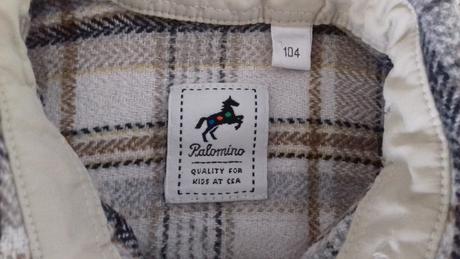 104
Palomino
QUALITY FOR
KIDS AT C&A